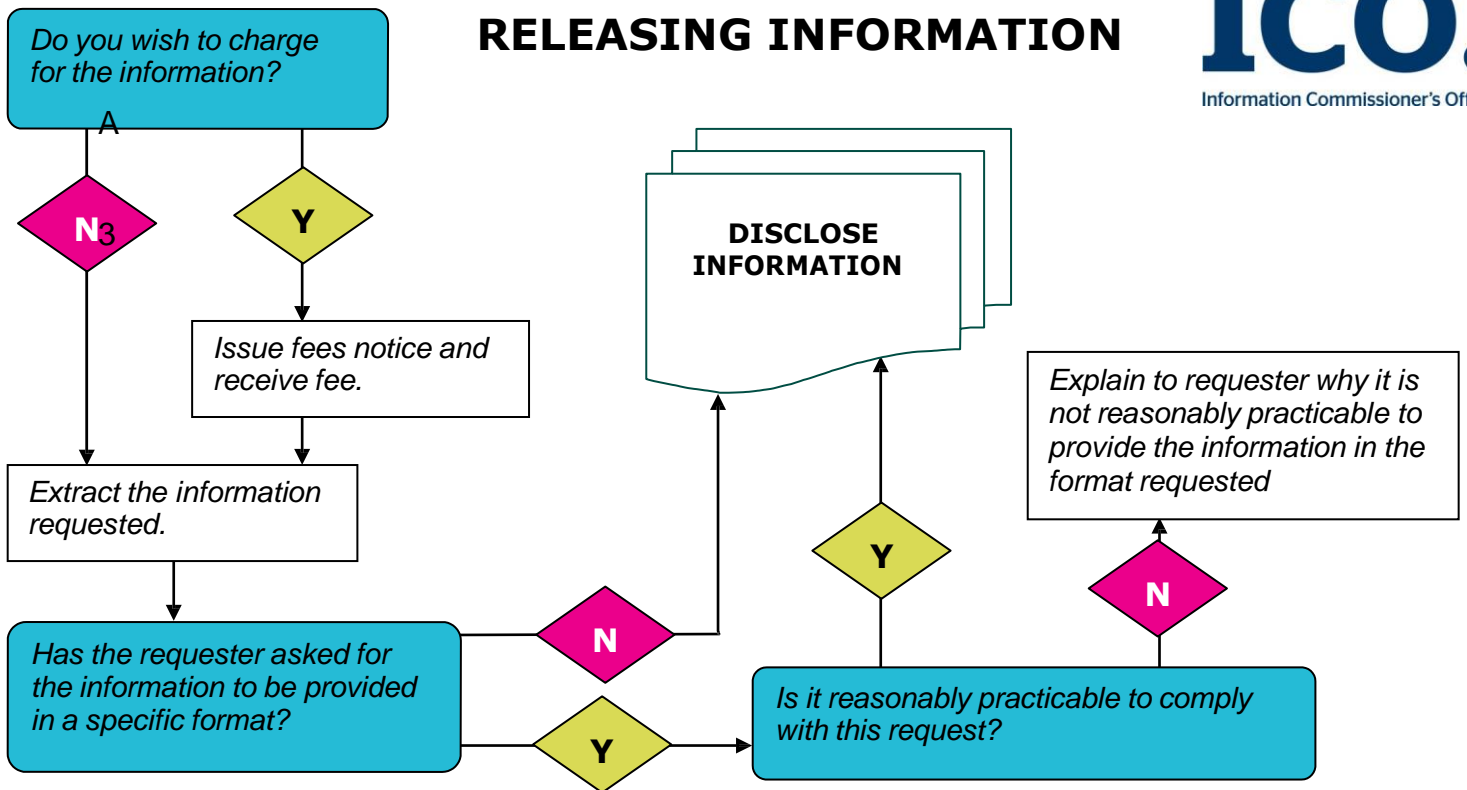 RELEASING INFORMATION
ico.
Information Commissioner's Off
Do you wish to charge
for the information?
A
N3
Y
Issue fees notice and
receive fee.
Extract the information
requested.
DISCLOSE
INFORMATION
Explain to requester why it is
not reasonably practicable to
provide the information in the
format requested
Y
N
Has the requester asked for
the information to be provided
in a specific format?
N
Y
Is it reasonably practicable to comply
with this request?